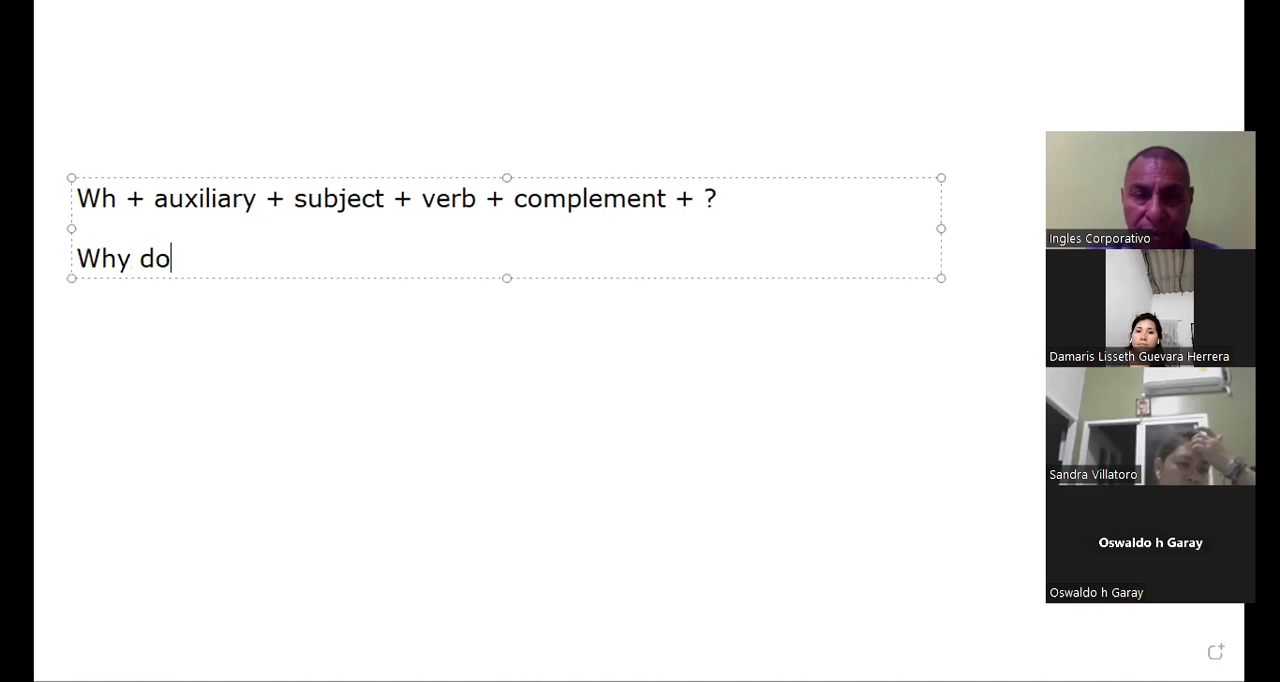 Wh + auxiliary + subject + verb + complement + ?
Why do
Ingles Corporativo
Damaris Lisseth Guevara Herrera
Sandra Villatoro
Oswaldo h Garay
Oswaldo h Garay